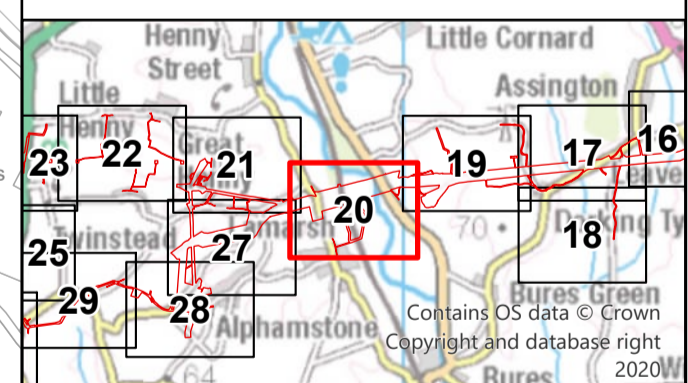 Henny
Street
Little Cornard
Assington
Little
Henny
Great
16
17
19
21
22
23
20
18
Twinstead
25
27
28
29
70
Alphamstone
Bures Green
Contains OS data © Crown
Copyright and database right
2020
64
Bures